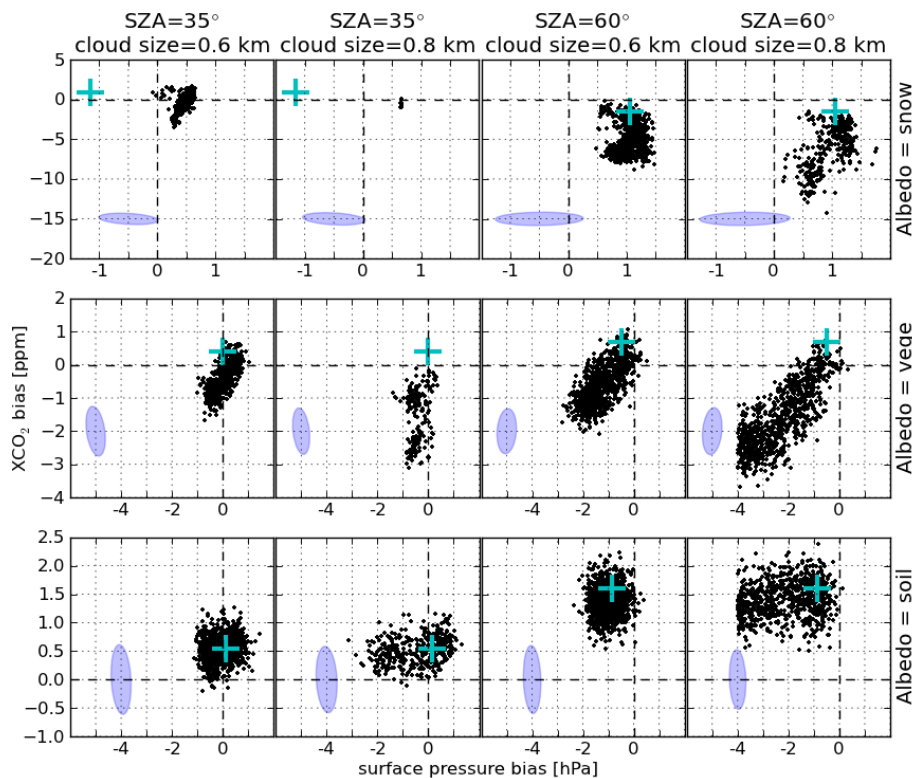 SZA=35° SZA=35° SZA=60° SZA=60°
cloud size=0.6 km cloud size=0.8 km cloud size=0.6 km cloud size=0.8 km
5
0
−5
−10
−15
−20
-1 0 1 -1 0 1 -1 0 1 -1 0 1
Albedo = snow
2
1
0
−1
−2
−3
−4
-4 -2 0 -4 -2 0 -4 -2 0 -4 -2 0
XCO₂ bias [ppm]
Albedo = vege
2.5
2.0
1.5
1.0
0.5
0.0
−0.5
−1.0
-4 -2 0 -4 -2 0 -4 -2 0 -4 -2 0
Albedo = soil
surface pressure bias [hPa]